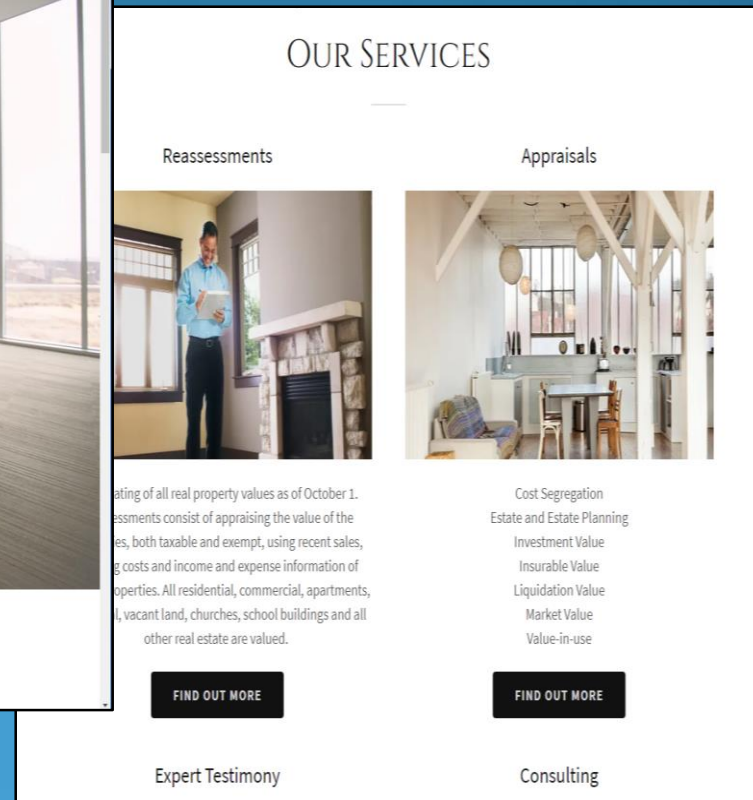 OUR SERVICES
Reassessments
Appraisals
of all real property values as of October 1.
consist of appraising the value of the
both taxable and exempt, using recent sales,
costs and income and expense information of
All residential, commercial, apartments,
vacant land, churches, school buildings and all
other real estate are valued.
FIND OUT MORE
Cost Segregation
Estate and Estate Planning
Investment Value
Insurable Value
Liquidation Value
Market Value
Value-in-use
FIND OUT MORE
Expert Testimony
Consulting